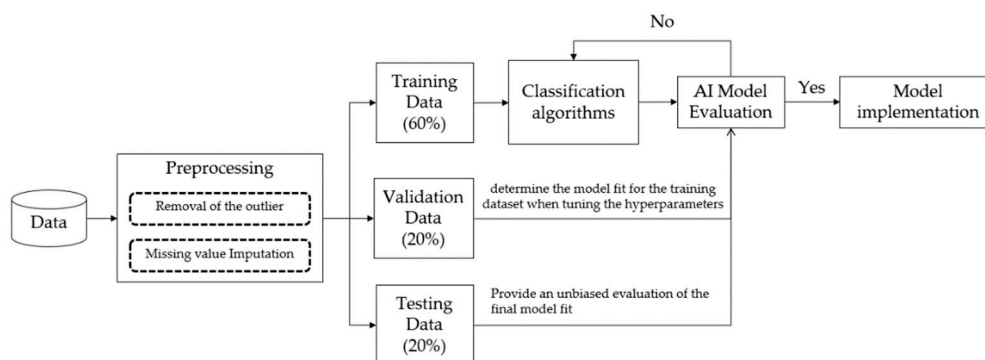 No
Training
Data
(60%)
Classification
algorithms
AI Model
Evaluation
Yes
Model
implementation
Preprocessing
Removal of the outlier
Missing value Imputation
Data
Validation
Data
(20%)
determine the model fit for the training
dataset when tuning the hyperparameters
Testing
Data
(20%)
Provide an unbiased evaluation of the
final model fit